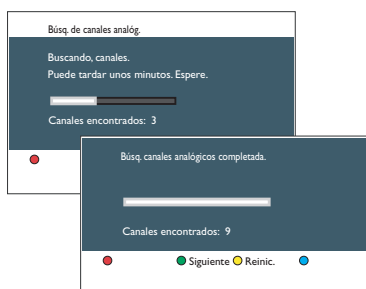 Búsq. de canales analóg.
Buscando, canales.
Puede tardar unos minutos. Espere.
Canales encontrados: 3
Búsq. canales analógicos completada.
Canales encontrados: 9
Siguiente Reinic.